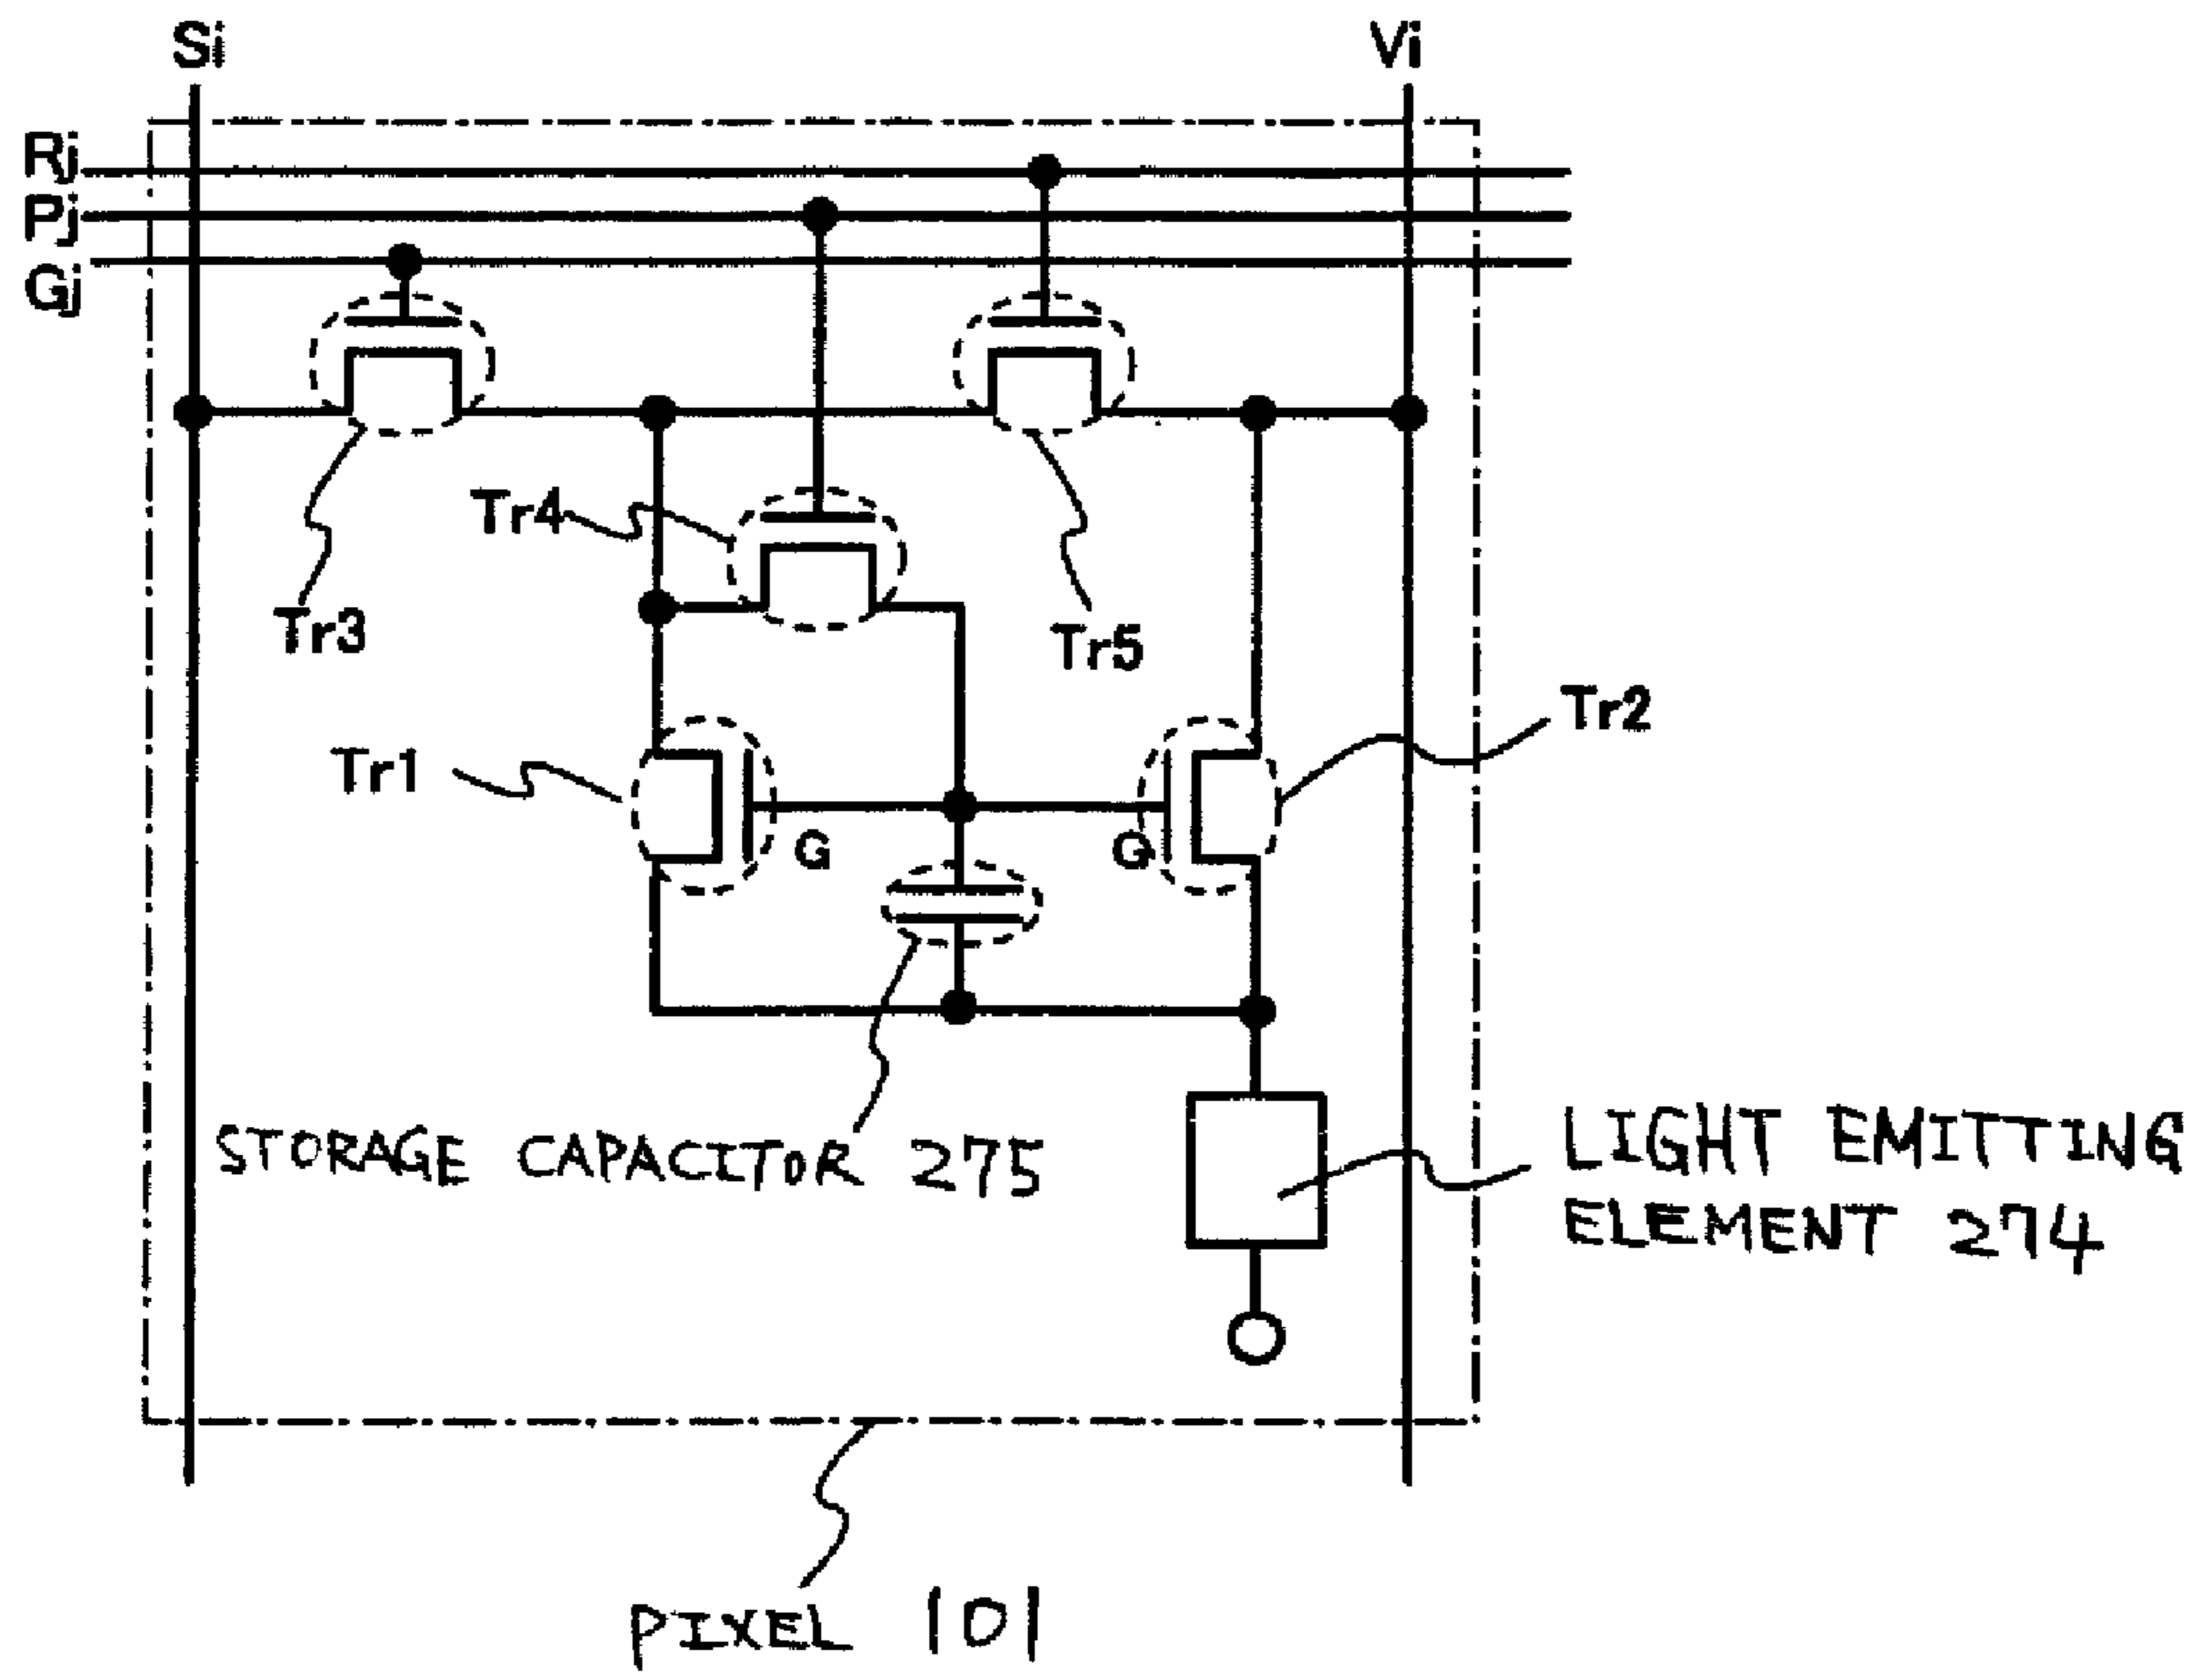 Si
Vi
Rj
Pj
Gj
Tr4
Tr3
Tr5
Tr2
Tr1
G
G
STORAGE CAPACITOR 275
LIGHT EMITTING
ELEMENT 274
PIXEL 101